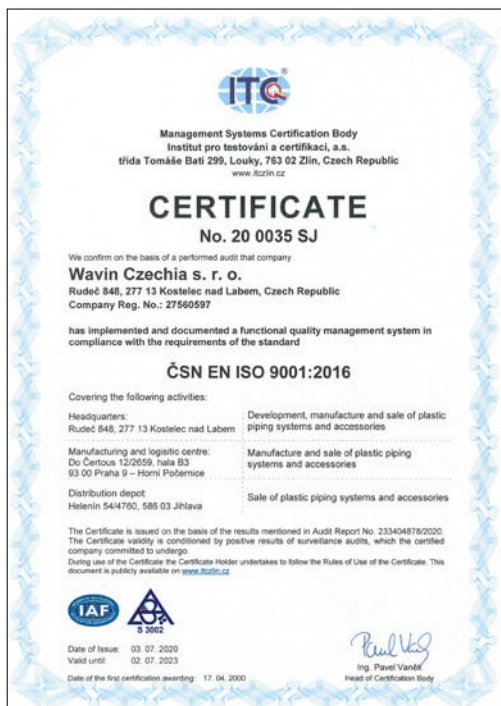 ITC®
Management Systems Certification Body
Institut pro testování a certifikaci, a.s.
třída Tomáše Bati 299, Louky, 763 02 Zlín, Czech Republic
www.itczlin.cz
CERTIFICATE
No. 20 0035 SJ
We confirm on the basis of a performed audit that company
Wavin Czechia s. r. o.
Rudeč 848, 277 13 Kostelec nad Labem, Czech Republic
Company Reg. No.: 27560597
has implemented and documented a functional quality management system in
compliance with the requirements of the standard
ČSN EN ISO 9001:2016
Covering the following activities:
Headquarters:
Rudeč 848, 277 13 Kostelec nad Labem
Development, manufacture and sale of plastic
piping systems and accessories
Manufacturing and logisitic centre:
Do Čertous 12/2659, hala B3
93 00 Praha 9 – Horní Počernice
Manufacture and sale of plastic piping
systems and accessories
Distribution depot:
Helenín 54/4760, 586 03 Jihlava
Sale of plastic piping systems and accessories
The Certificate is issued on the basis of the results mentioned in Audit Report No. 233404878/2020.
The Certificate validity is conditioned by positive results of surveillance audits, which the certified
company committed to undergo.
During use of the Certificate the Certificate Holder undertakes to follow the Rules of Use of the Certificate. This
document is publicly available on www.itczlin.cz
IAF
S 3002
Date of Issue: 03. 07. 2020
Valid until: 02. 07. 2023
Date of the first certification awarding: 17. 04. 2000
Ing. Pavel Vaněk
Head of Certification Body